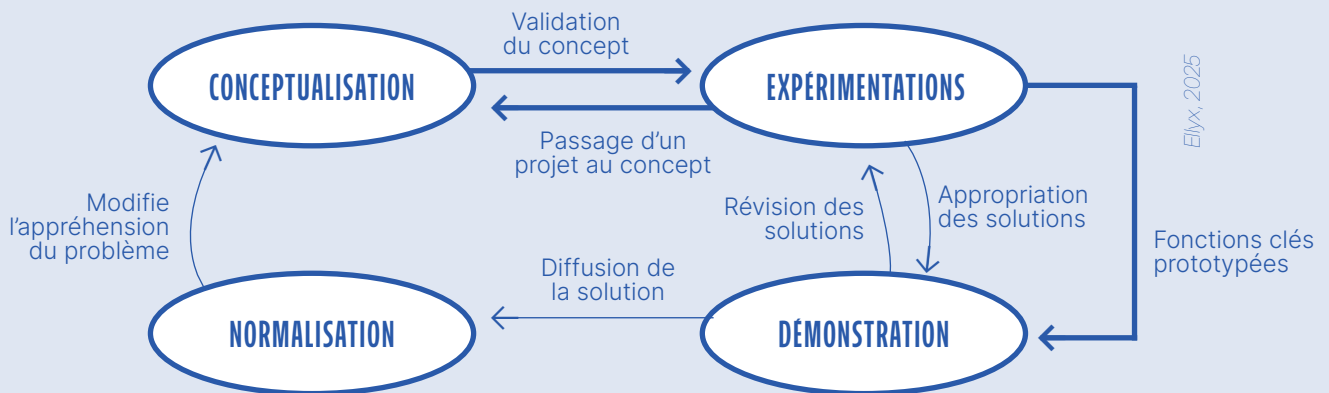 Validation
du concept
CONCEPTUALISATION
EXPÉRIMENTATIONS
Ellyx, 2025
Passage d'un
projet au concept
Modifie
l'appréhension
du problème
Révision des
solutions
Appropriation
des solutions
Fonctions clés
prototypées
Diffusion de
la solution
NORMALISATION
DÉMONSTRATION